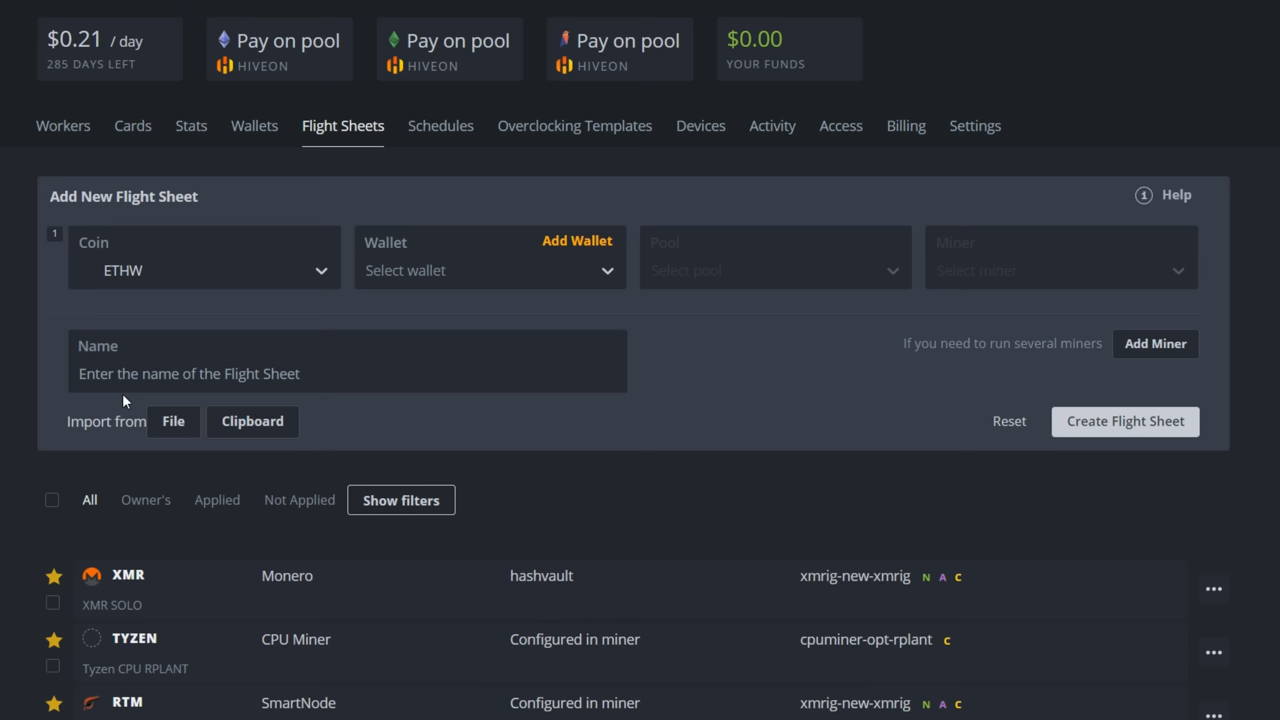 $0.21 / day
285 DAYS LEFT
Pay on pool
HIVEON
Pay on pool
HIVEON
Pay on pool
HIVEON
$0.00
YOUR FUNDS
Workers Cards Stats Wallets Flight Sheets Schedules Overclocking Templates Devices Activity Access Billing Settings
Add New Flight Sheet
Help
1
Coin
ETHW
Wallet Add Wallet
Select wallet
Pool
Select pool
Miner
Select miner
Name
Enter the name of the Flight Sheet
If you need to run several miners Add Miner
Import from File Clipboard
Reset Create Flight Sheet
All Owner's Applied Not Applied Show filters
XMR Monero hashvault xmrig-new-xmrig N A C
XMR SOLO
TYZEN CPU Miner Configured in miner cpuminer-opt-rplant C
Tyzen CPU RPLANT
RTM SmartNode Configured in miner xmrig-new-xmrig N A C